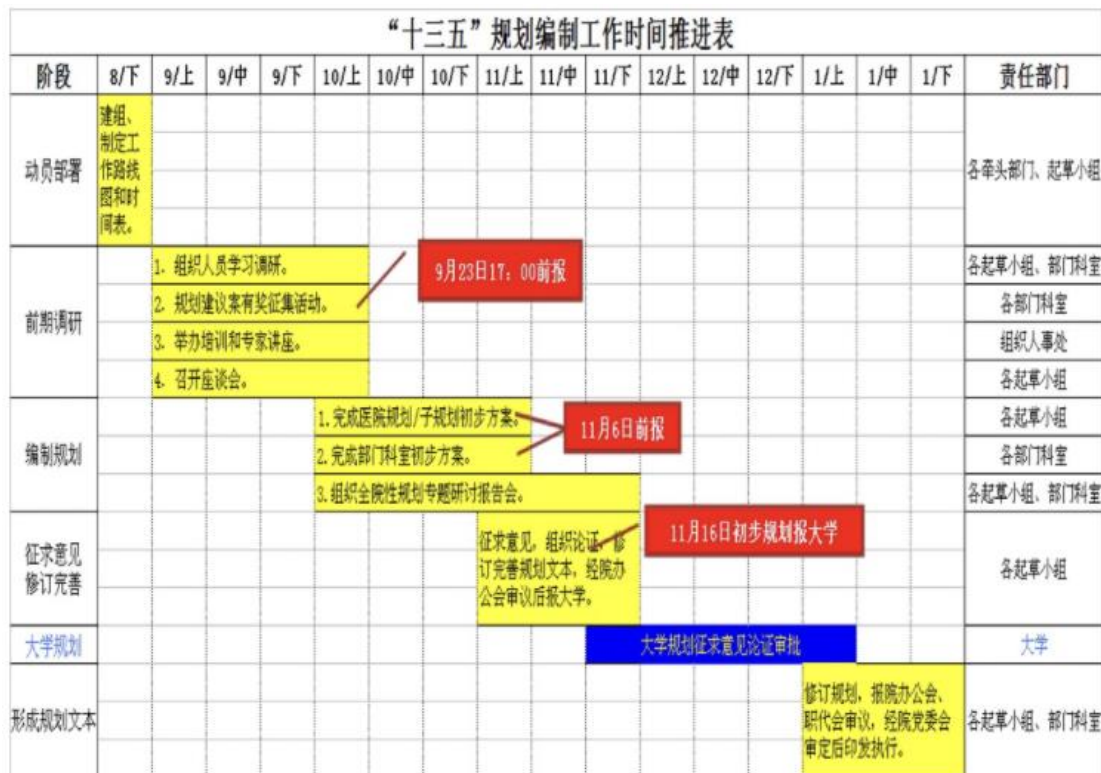 “十三五”规划编制工作时间推进表
阶段 8/下 9/上 9/中 9/下 10/上 10/中 10/下 11/上 11/中 11/下 12/上 12/中 12/下 1/上 1/中 1/下 责任部门
动员部署
建组、
制定工
作路线
图和时
间表。
各牵头部门、起草小组
前期调研
1. 组织人员学习调研。
各起草小组、部门科室
9月23日17：00前报
2. 规划建议案有奖征集活动。
各部门科室
3. 举办培训和专家讲座。
组织人事处
4. 召开座谈会。
各起草小组
编制规划
1.完成医院规划/子规划初步方案。
各起草小组
11月6日前报
2.完成部门科室初步方案。
各部门科室
3.组织全院性规划专题研讨报告会。
各起草小组、部门科室
征求意见
修订完善
征求意见，组织论证，修
订完善规划文本，经院办
公会审议后报大学。
11月16日初步规划报大学
各起草小组
大学规划
大学规划征求意见论证审批
大学
形成规划文本
修订规划，报院办公会、
职代会审议，经院党委会
审定后印发执行。
各起草小组、部门科室